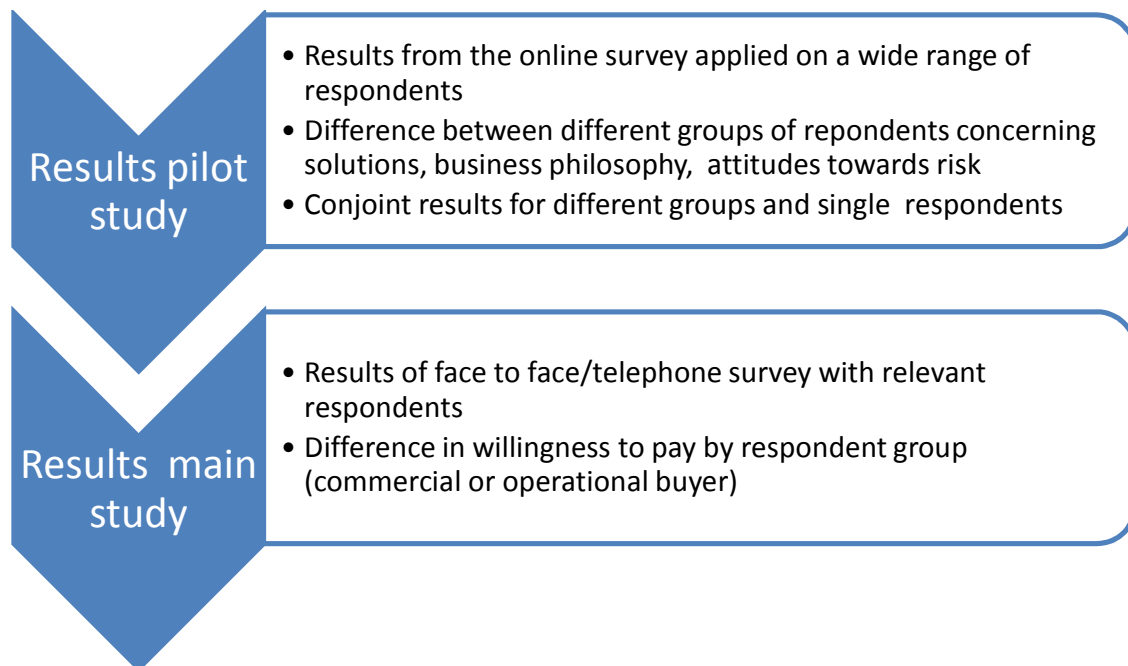 Results pilot
study
• Results from the online survey applied on a wide range of
respondents
• Difference between different groups of repondents concerning
solutions, business philosophy, attitudes towards risk
• Conjoint results for different groups and single respondents
Results main
study
• Results of face to face/telephone survey with relevant
respondents
• Difference in willingness to pay by respondent group
(commercial or operational buyer)